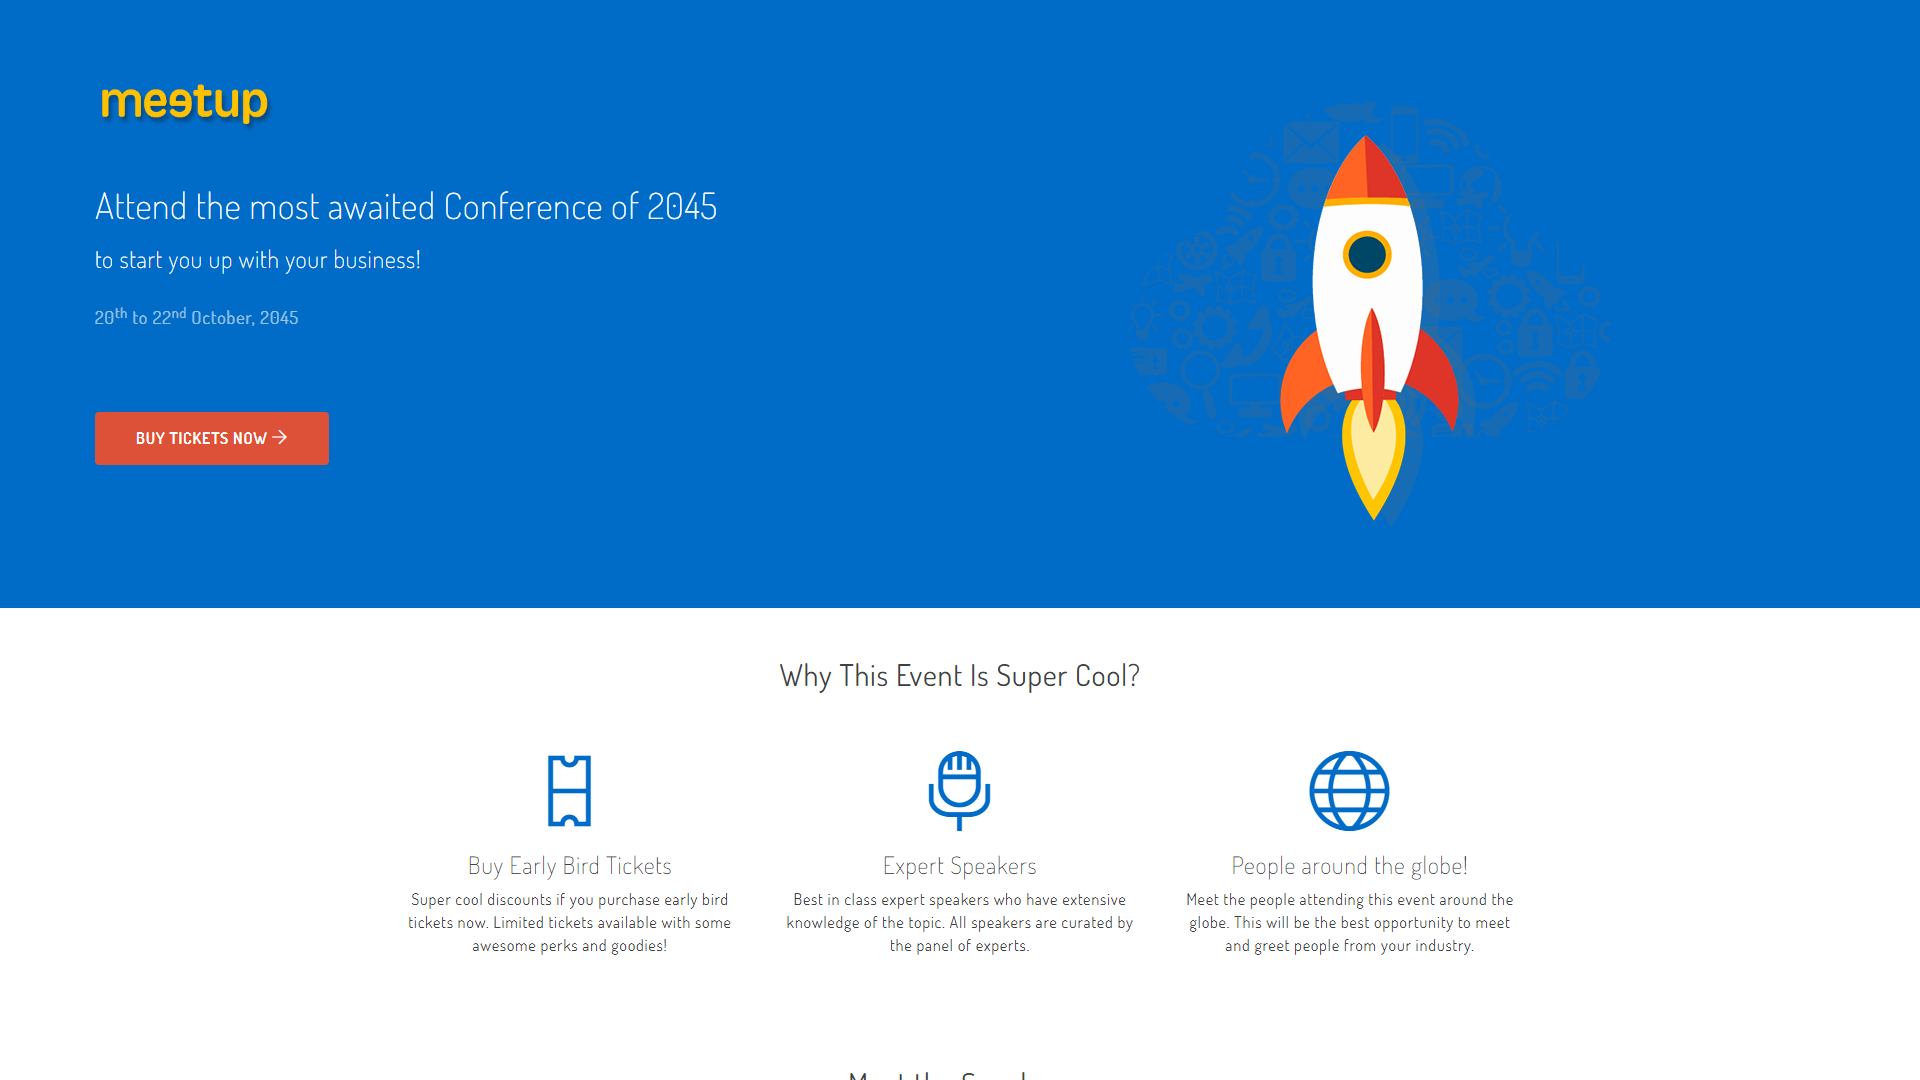 meetup
Attend the most awaited Conference of 2045
to start you up with your business!
20th to 22nd October, 2045
BUY TICKETS NOW →
Why This Event Is Super Cool?
Buy Early Bird Tickets
Super cool discounts if you purchase early bird
tickets now. Limited tickets available with some
awesome perks and goodies!
Expert Speakers
Best in class expert speakers who have extensive
knowledge of the topic. All speakers are curated by
the panel of experts.
People around the globe!
Meet the people attending this event around the
globe. This will be the best opportunity to meet
and greet people from your industry.